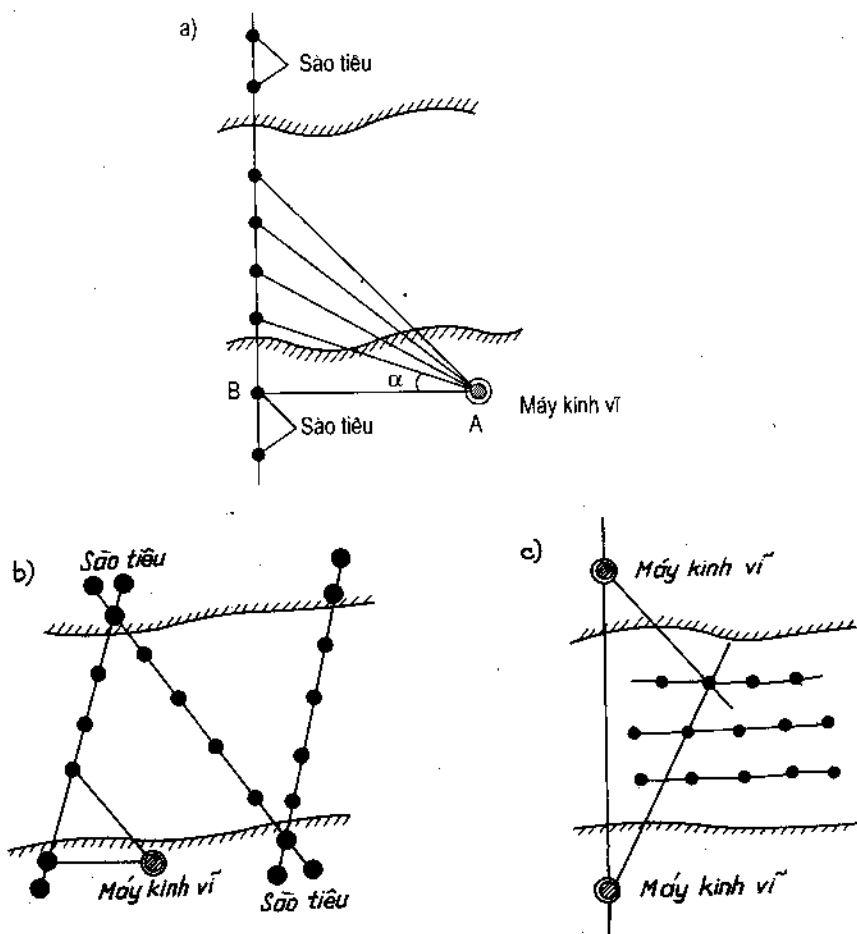 a)
Sào tiêu
B
α
Máy kinh vĩ
A
Sào tiêu
b)
Sào tiêu
Máy kinh vĩ
Sào tiêu
c)
Máy kinh vĩ
Máy kinh vĩ